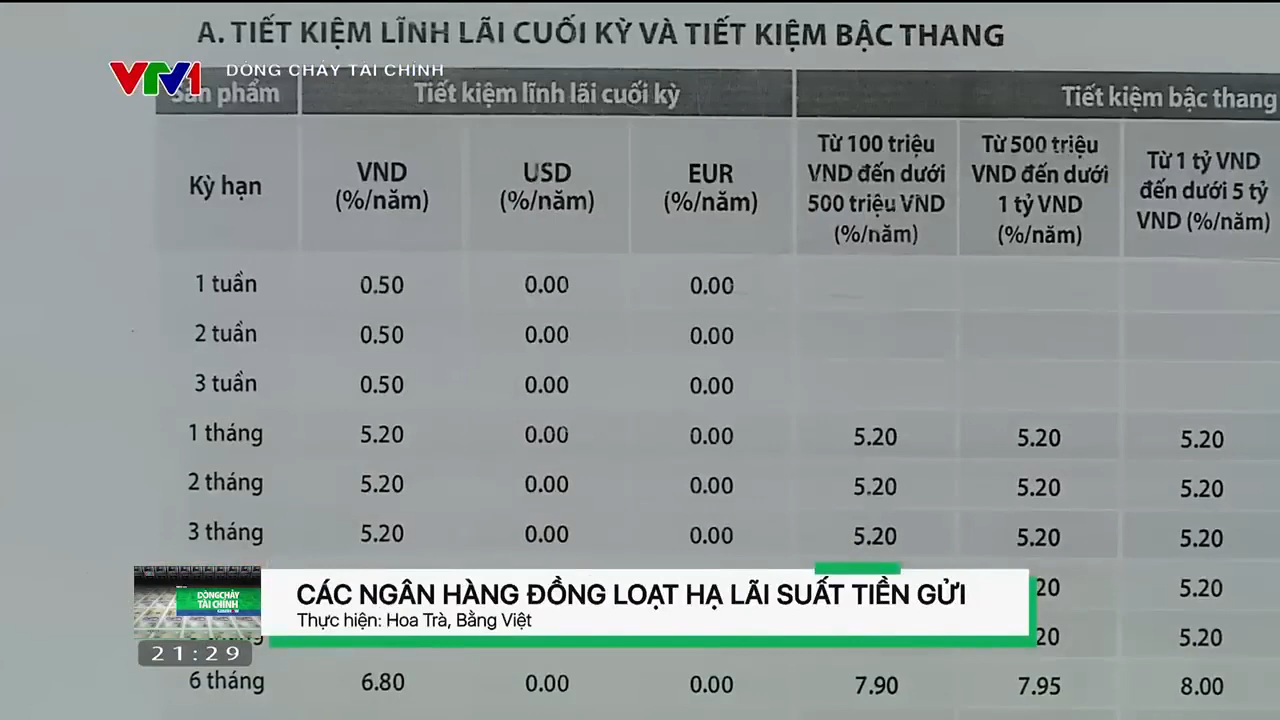 A. TIẾT KIỆM LĨNH LÃI CUỐI KỲ VÀ TIẾT KIỆM BẬC THANG
VTV1 DÒNG CHẢY TÀI CHÍNH
Sản phẩm Tiết kiệm lĩnh lãi cuối kỳ Tiết kiệm bậc thang
Kỳ hạn
VND
(%/năm)
USD
(%/năm)
EUR
(%/năm)
Từ 100 triệu
VND đến dưới
500 triệu VND
(%/năm)
Từ 500 triệu
VND đến dưới
1 tỷ VND
(%/năm)
Từ 1 tỷ VND
đến dưới 5 tỷ
VND (%/năm)
1 tuần 0.50 0.00 0.00
2 tuần 0.50 0.00 0.00
3 tuần 0.50 0.00 0.00
1 tháng 5.20 0.00 0.00 5.20 5.20 5.20
2 tháng 5.20 0.00 0.00 5.20 5.20 5.20
3 tháng 5.20 0.00 0.00 5.20 5.20 5.20
20 5.20
20 5.20
DÒNG CHẢY
TÀI CHÍNH
CÁC NGÂN HÀNG ĐỒNG LOẠT HẠ LÃI SUẤT TIỀN GỬI
Thực hiện: Hoa Trà, Bằng Việt
21:29
6 tháng 6.80 0.00 0.00 7.90 7.95 8.00